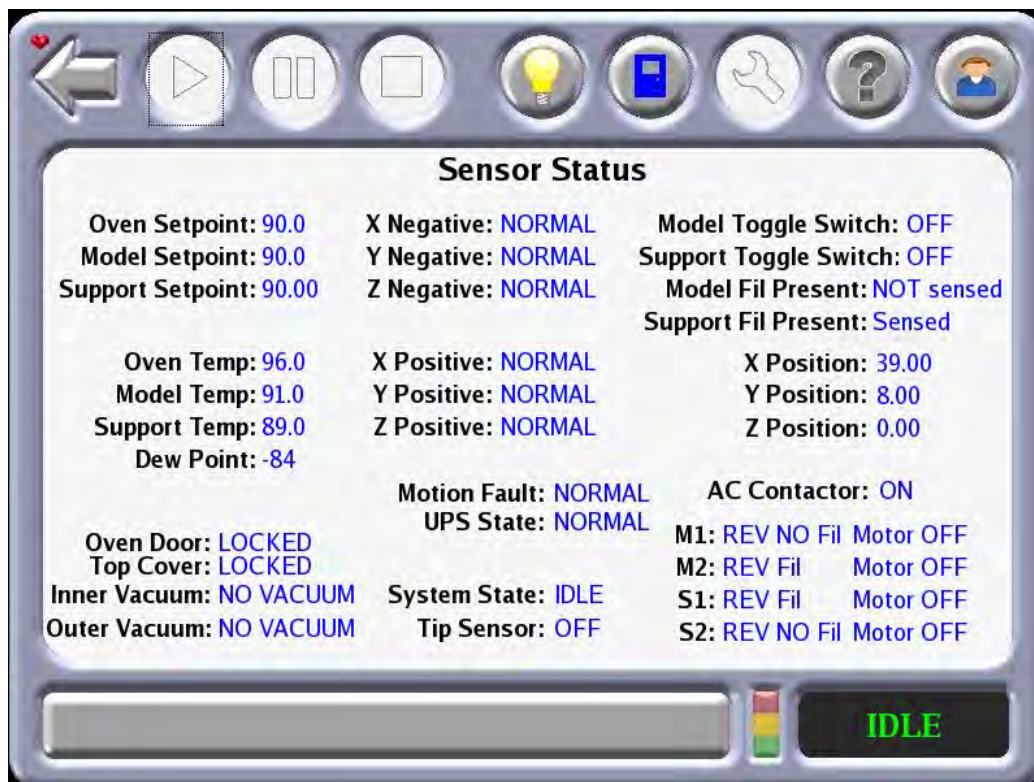 ?
Sensor Status
Oven Setpoint: 90.0
Model Setpoint: 90.0
Support Setpoint: 90.00
X Negative: NORMAL
Y Negative: NORMAL
Z Negative: NORMAL
Model Toggle Switch: OFF
Support Toggle Switch: OFF
Model Fil Present: NOT sensed
Support Fil Present: Sensed
Oven Temp: 96.0
Model Temp: 91.0
Support Temp: 89.0
Dew Point: -84
X Positive: NORMAL
Y Positive: NORMAL
Z Positive: NORMAL
X Position: 39.00
Y Position: 8.00
Z Position: 0.00
Motion Fault: NORMAL
UPS State: NORMAL
AC Contactor: ON
Oven Door: LOCKED
Top Cover: LOCKED
Inner Vacuum: NO VACUUM
Outer Vacuum: NO VACUUM
System State: IDLE
Tip Sensor: OFF
M1: REV NO Fil Motor OFF
M2: REV Fil Motor OFF
S1: REV Fil Motor OFF
S2: REV NO Fil Motor OFF
IDLE